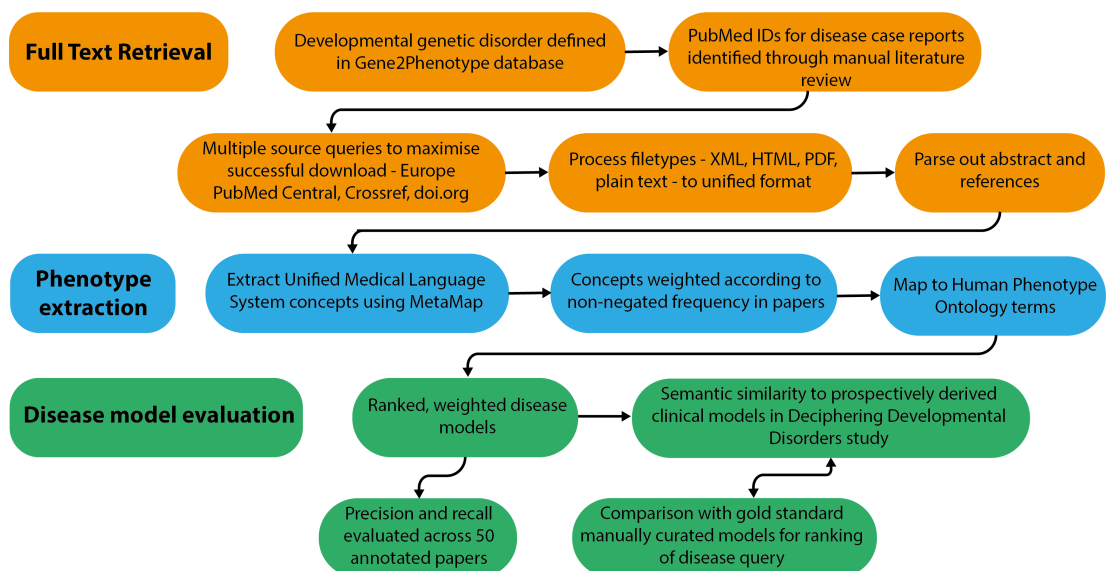 Full Text Retrieval
Developmental genetic disorder defined
in Gene2Phenotype database
PubMed IDs for disease case reports
identified through manual literature
review
Multiple source queries to maximise
successful download - Europe
PubMed Central, Crossref, doi.org
Process filetypes - XML, HTML, PDF,
plain text - to unified format
Parse out abstract and
references
Phenotype
extraction
Extract Unified Medical Language
System concepts using MetaMap
Concepts weighted according to
non-negated frequency in papers
Map to Human Phenotype
Ontology terms
Disease model evaluation
Ranked, weighted disease
models
Semantic similarity to prospectively derived
clinical models in Deciphering Developmental
Disorders study
Precision and recall
evaluated across 50
annotated papers
Comparison with gold standard
manually curated models for ranking
of disease query